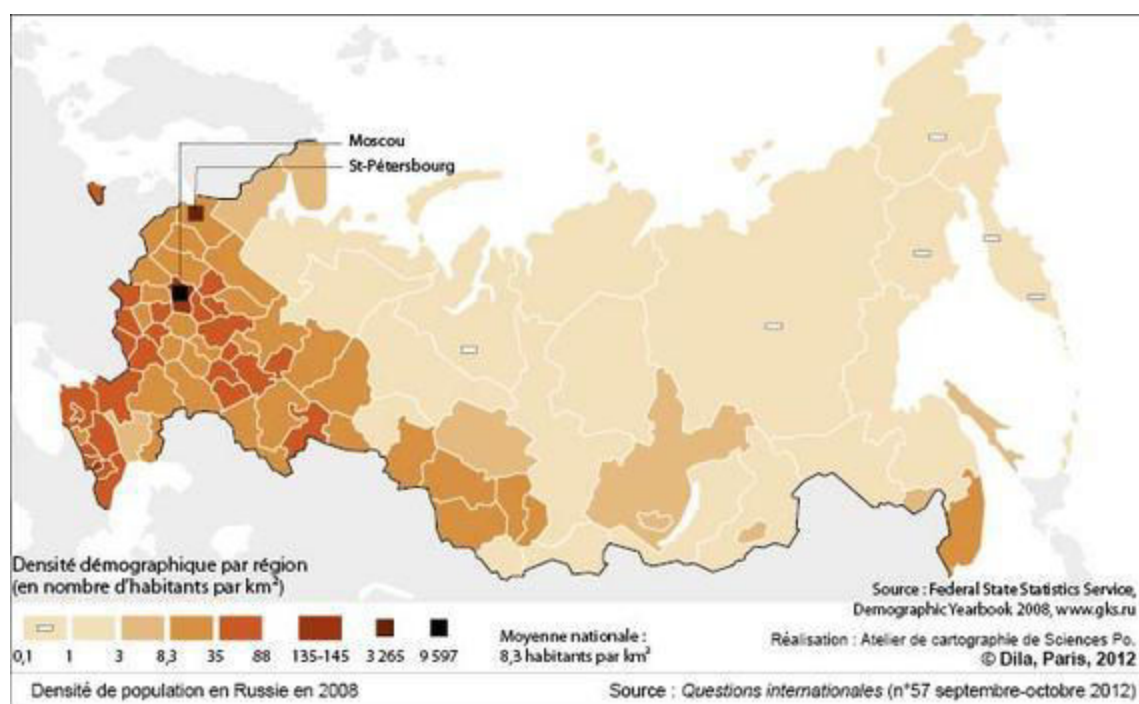 Moscou
St-Pétersbourg
Densité démographique par région
(en nombre d'habitants par km²)
0,1 1 3 8,3 35 88 135-145 3 265 9 597
Moyenne nationale :
8,3 habitants par km²
Source : Federal State Statistics Service,
Demographic Yearbook 2008, www.gks.ru
Réalisation : Atelier de cartographie de Sciences Po.
© Dila, Paris, 2012
Densité de population en Russie en 2008
Source : Questions internationales (n°57 septembre-octobre 2012)